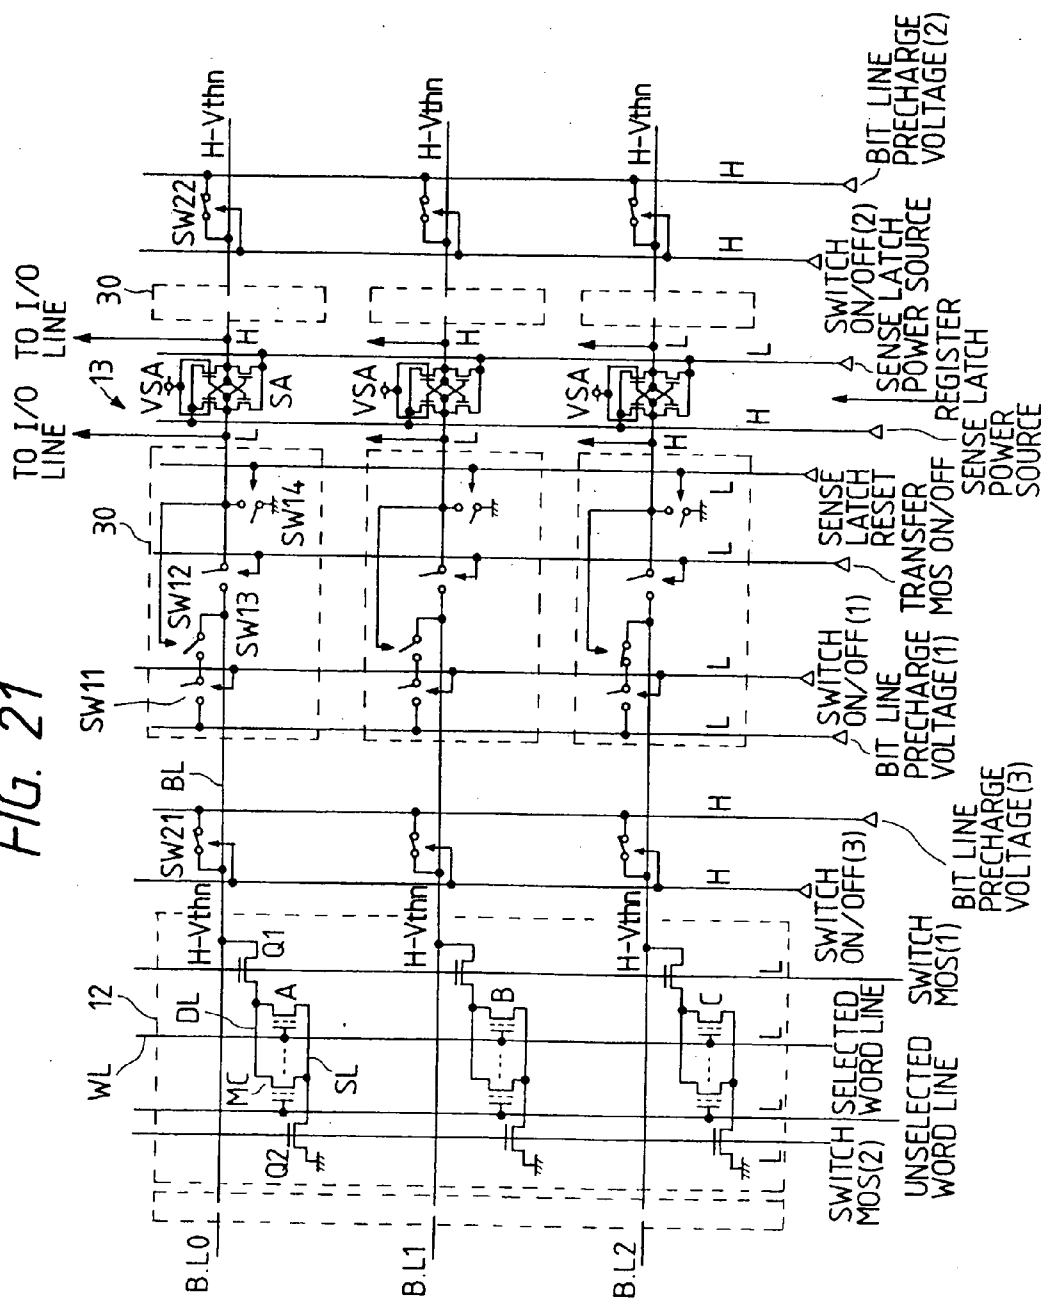 FIG. 21
TO I/O LINE
TO I/O LINE
13
30
30
SW11
SW12
SW13
SW14
VSA
SA
VSA
VSA
SW22
SW21
BL
12
WL
DL
MC
SL
A
B
C
Q1
Q2
B.L0
B.L1
B.L2
H-Vthn
H-Vthn
H-Vthn
H-Vthn
H-Vthn
H-Vthn
L
H
L
H
H
L
L
L
L
L
H
H
L
L
L
L
H
L
H
H
SWITCH MOS(2)
UNSELECTED WORD LINE
SELECTED WORD LINE
SWITCH MOS(1)
SWITCH ON/OFF(3)
BIT LINE PRECHARGE VOLTAGE(3)
BIT LINE PRECHARGE VOLTAGE(1)
SWITCH ON/OFF(1)
TRANSFER MOS ON/OFF
SENSE LATCH RESET
SENSE POWER SOURCE
REGISTER LATCH
SENSE LATCH POWER SOURCE
SWITCH ON/OFF(2)
BIT LINE PRECHARGE VOLTAGE(2)